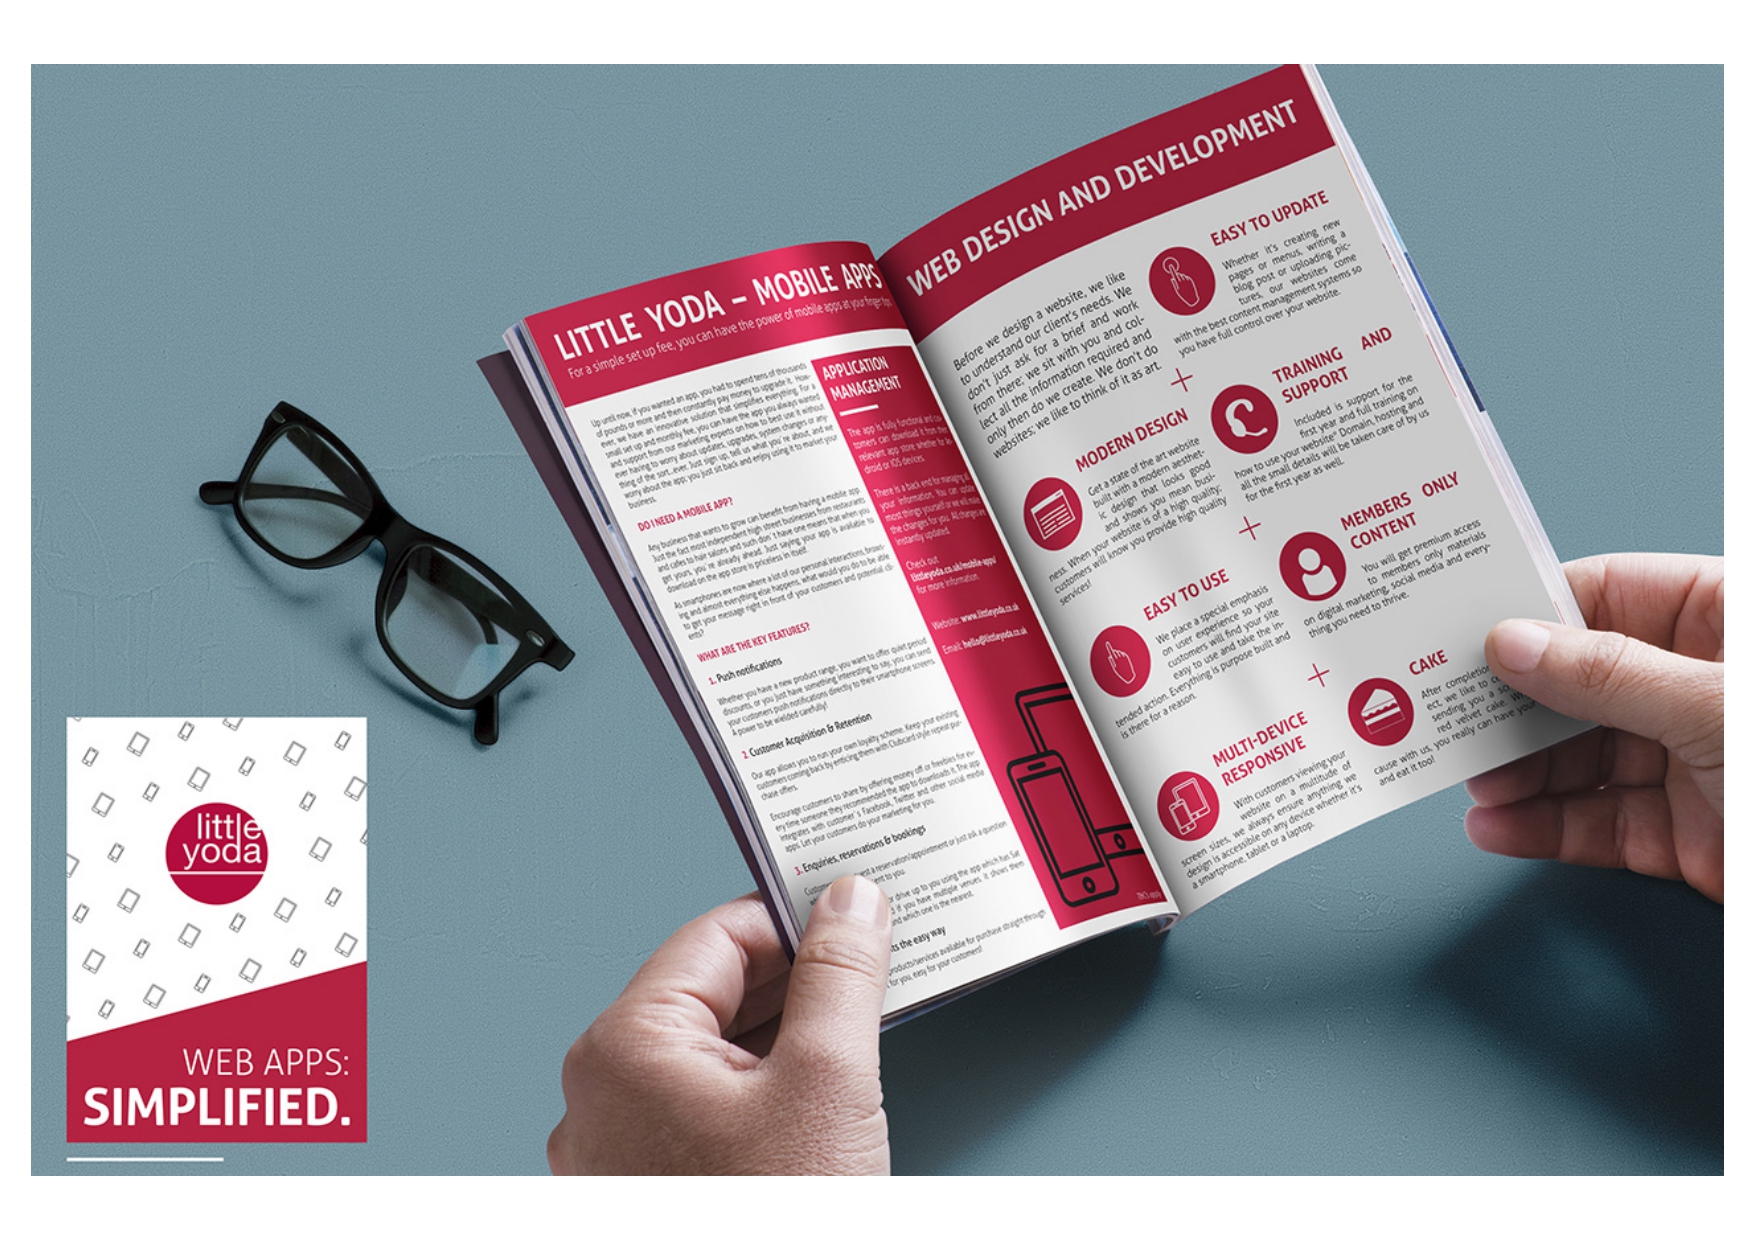 LITTLE YODA – MOBILE APPS
For a simple set up fee, you can have the power of mobile apps at your finger tips
Up until now, if you wanted an app, you had to spend tens of thousands
of pounds or more and then constantly pay money to upgrade it. How-
ever, we have an innovative solution that simplifies everything. For a
small set up and monthly fee, you can have the app you always wanted
and support from our marketing experts on how to best use it without
ever having to worry about updates, upgrades, system changes or any-
thing of the sort...ever. Just sign up, tell us what you're about, and we
worry about the app; you just sit back and enjoy using it to market your
business.
DO I NEED A MOBILE APP?
Any business that wants to grow can benefit from having a mobile app.
Just the fact most independent high street businesses from restaurants
and cafes to hair salons and such don't have one means that when you
get yours, you're already ahead. Just saying your app is available to
download on the app store is priceless in itself.
As smartphones are now where a lot of our personal interactions, brows-
ing and almost everything else happens, what would you do to be able
to get your message right in front of your customers and potential cli-
ents?
WHAT ARE THE KEY FEATURES?
1. Push notifications
Whether you have a new product range, you want to offer quiet period
discounts, or you just have something interesting to say, you can send
your customers push notifications directly to their smartphone screens.
A power to be wielded carefully!
2 Customer Acquisition & Retention
Our app allows you to run your own loyalty scheme. Keep your existing
customers coming back by enticing them with Clubcard style repeat pur-
chase offers.
Encourage customers to share by offering money off or freebies for ev-
ery time someone they recommended the app to downloads it. The app
integrates with customer's Facebook, Twitter and other social media
apps. Let your customers do your marketing for you.
3. Enquiries, reservations & bookings
a reservation/appointment or just ask a question
to you.
or drive up to you using the app which has Sat
if you have multiple venues, it shows them
and which one is the nearest.
the easy way
products/services available for purchase straight through
for you, easy for your customers!
APPLICATION
MANAGEMENT
The app is fully functional and
tomers can download it from
relevant app store whether
droid or iOS devices.
There is a back end for managing
your information. You can update
most things yourself or we will make
the changes for you. All changes are
instantly updated.
Check out
littleyoda.co.uk/mobile-app/
for more information.
Website: www.littleyoda.co.uk
Email: hello@littleyoda.co.uk
WEB DESIGN AND DEVELOPMENT
Before we design a website, we like
to understand our client's needs. We
don't just ask for a brief and work
from there; we sit with you and col-
lect all the information required and
only then do we create. We don't do
websites; we like to think of it as art.
MODERN DESIGN
Get a state of the art website
built with a modern aesthet-
ic design that looks good
and shows you mean busi-
ness. When your website is of a high quality;
customers will know you provide high quality
services!
EASY TO USE
We place a special emphasis
on user experience so your
customers will find your site
easy to use and take the in-
tended action. Everything is purpose built and
is there for a reason.
MULTI-DEVICE
RESPONSIVE
With customers viewing your
website on a multitude of
screen sizes, we always ensure anything we
design is accessible on any device whether it's
a smartphone, tablet or a laptop.
EASY TO UPDATE
Whether it's creating new
pages or menus, writing a
blog post or uploading pic-
tures, our websites come
with the best content management systems so
you have full control over your website.
TRAINING AND
SUPPORT
Included is support for the
first year and full training on
how to use your website* Domain, hosting and
all the small details will be taken care of by us
for the first year as well.
MEMBERS ONLY
CONTENT
You will get premium access
to members only materials
on digital marketing, social media and every-
thing you need to thrive.
CAKE
After completion
ect, we like to
sending you a
red velvet cake.
cause with us, you really can have your
and eat it too!
little
yoda
WEB APPS:
SIMPLIFIED.